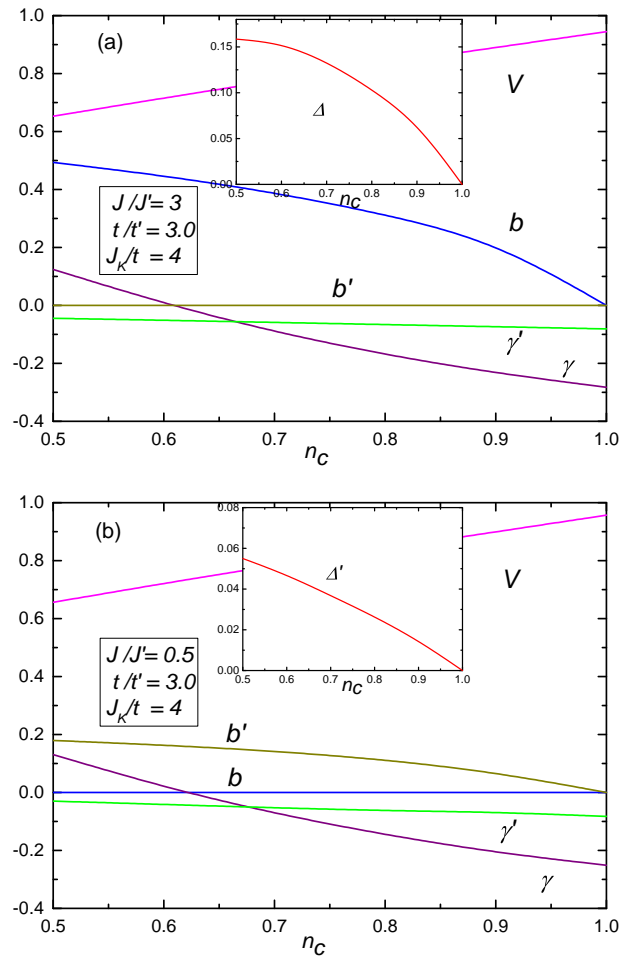 1.0
(a)
0.15
0.8
V
0.10
Δ
0.6
0.05
0.00
0.5 0.6 0.7 0.8 0.9 1.0
n_C
0.4
J/J'= 3
t/t'= 3.0
J_K/t = 4
b
0.2
b'
0.0
γ'
γ
-0.2
-0.4
0.5 0.6 0.7 0.8 0.9 1.0
n_C
1.0
(b)
0.08
0.8
0.06
Δ'
V
0.04
0.6
0.02
0.00
0.5 0.6 0.7 0.8 0.9 1.0
n_C
0.4
J/J'= 0.5
t/t'= 3.0
J_K/t = 4
0.2
b'
b
0.0
γ'
-0.2
γ
-0.4
0.5 0.6 0.7 0.8 0.9 1.0
n_C